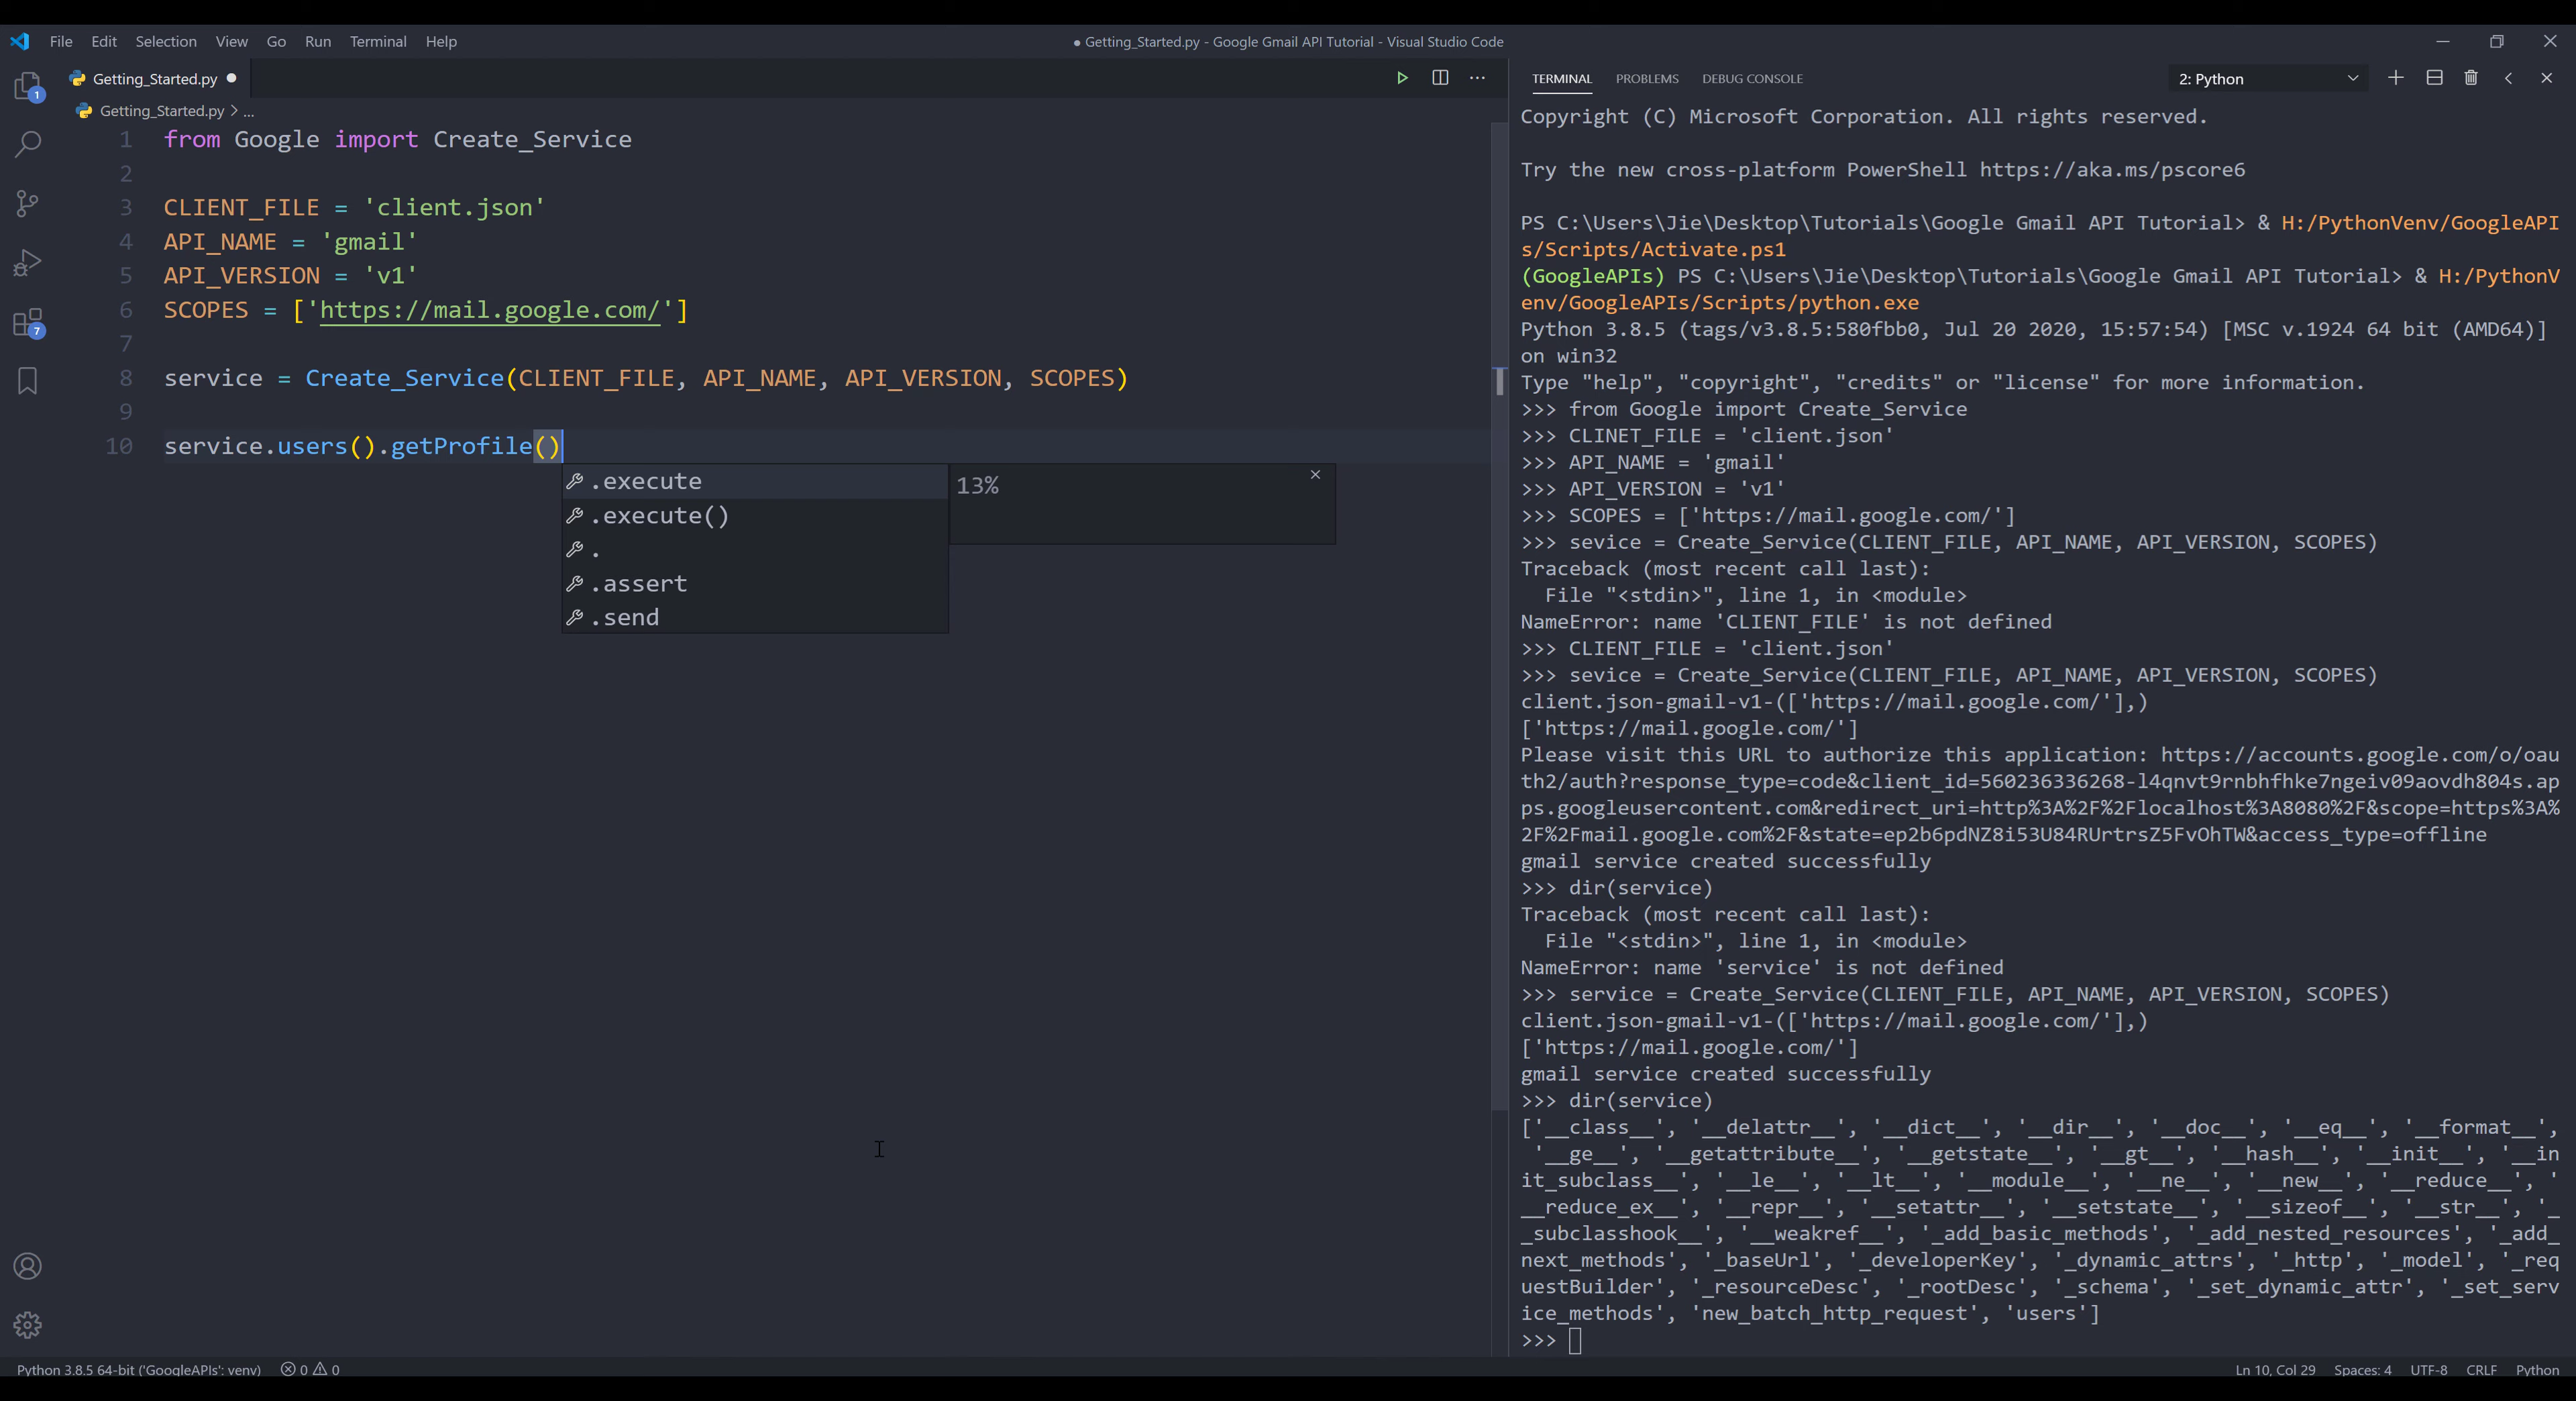 File Edit Selection View Go Run Terminal Help
● Getting_Started.py - Google Gmail API Tutorial - Visual Studio Code
Getting_Started.py ●
Getting_Started.py > ...
1 from Google import Create_Service
2
3 CLIENT_FILE = 'client.json'
4 API_NAME = 'gmail'
5 API_VERSION = 'v1'
6 SCOPES = ['https://mail.google.com/']
7
8 service = Create_Service(CLIENT_FILE, API_NAME, API_VERSION, SCOPES)
9
10 service.users().getProfile()
.execute
13%
.execute()
.
.assert
.send
1
7
TERMINAL PROBLEMS DEBUG CONSOLE
2: Python
Copyright (C) Microsoft Corporation. All rights reserved.
Try the new cross-platform PowerShell https://aka.ms/pscore6
PS C:\Users\Jie\Desktop\Tutorials\Google Gmail API Tutorial> & H:/PythonVenv/GoogleAPI
s/Scripts/Activate.ps1
(GoogleAPIs) PS C:\Users\Jie\Desktop\Tutorials\Google Gmail API Tutorial> & H:/PythonV
env/GoogleAPIs/Scripts/python.exe
Python 3.8.5 (tags/v3.8.5:580fbb0, Jul 20 2020, 15:57:54) [MSC v.1924 64 bit (AMD64)]
on win32
Type "help", "copyright", "credits" or "license" for more information.
>>> from Google import Create_Service
>>> CLINET_FILE = 'client.json'
>>> API_NAME = 'gmail'
>>> API_VERSION = 'v1'
>>> SCOPES = ['https://mail.google.com/']
>>> sevice = Create_Service(CLIENT_FILE, API_NAME, API_VERSION, SCOPES)
Traceback (most recent call last):
  File "<stdin>", line 1, in <module>
NameError: name 'CLIENT_FILE' is not defined
>>> CLIENT_FILE = 'client.json'
>>> sevice = Create_Service(CLIENT_FILE, API_NAME, API_VERSION, SCOPES)
client.json-gmail-v1-(['https://mail.google.com/'],)
['https://mail.google.com/']
Please visit this URL to authorize this application: https://accounts.google.com/o/oau
th2/auth?response_type=code&client_id=560236336268-l4qnvt9rnbhfhke7ngeiv09aovdh804s.ap
ps.googleusercontent.com&redirect_uri=http%3A%2F%2Flocalhost%3A8080%2F&scope=https%3A%
2F%2Fmail.google.com%2F&state=ep2b6pdNZ8i53U84RUrtrsZ5FvOhTW&access_type=offline
gmail service created successfully
>>> dir(service)
Traceback (most recent call last):
  File "<stdin>", line 1, in <module>
NameError: name 'service' is not defined
>>> service = Create_Service(CLIENT_FILE, API_NAME, API_VERSION, SCOPES)
client.json-gmail-v1-(['https://mail.google.com/'],)
['https://mail.google.com/']
gmail service created successfully
>>> dir(service)
['__class__', '__delattr__', '__dict__', '__dir__', '__doc__', '__eq__', '__format__',
 '__ge__', '__getattribute__', '__getstate__', '__gt__', '__hash__', '__init__', '__in
it_subclass__', '__le__', '__lt__', '__module__', '__ne__', '__new__', '__reduce__', '
__reduce_ex__', '__repr__', '__setattr__', '__setstate__', '__sizeof__', '__str__', '_
_subclasshook__', '__weakref__', '_add_basic_methods', '_add_nested_resources', '_add_
next_methods', '_baseUrl', '_developerKey', '_dynamic_attrs', '_http', '_model', '_req
uestBuilder', '_resourceDesc', '_rootDesc', '_schema', '_set_dynamic_attr', '_set_serv
ice_methods', 'new_batch_http_request', 'users']
>>>
Python 3.8.5 64-bit ('GoogleAPIs': venv) 0 0
Ln 10, Col 29 Spaces: 4 UTF-8 CRLF Python